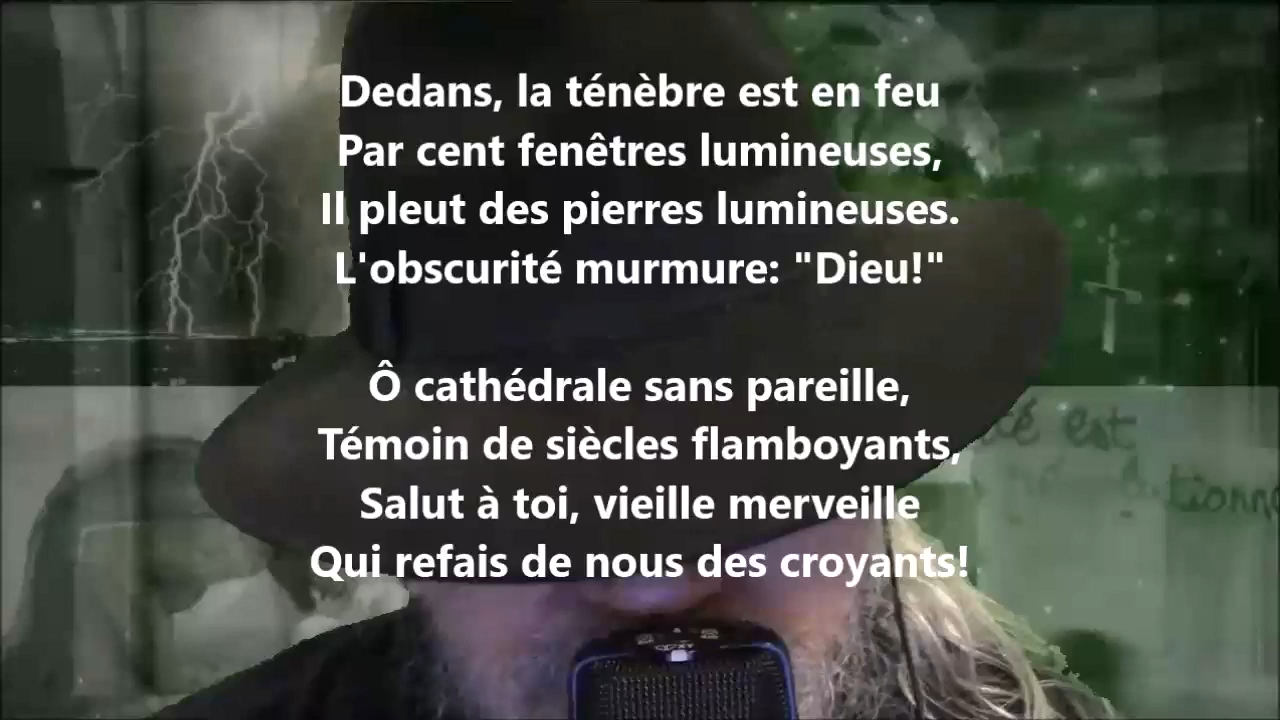 Dedans, la ténèbre est en feu
Par cent fenêtres lumineuses,
Il pleut des pierres lumineuses.
L'obscurité murmure: "Dieu!"
Ô cathédrale sans pareille,
Témoin de siècles flamboyants,
Salut à toi, vieille merveille
Qui refais de nous des croyants!
est